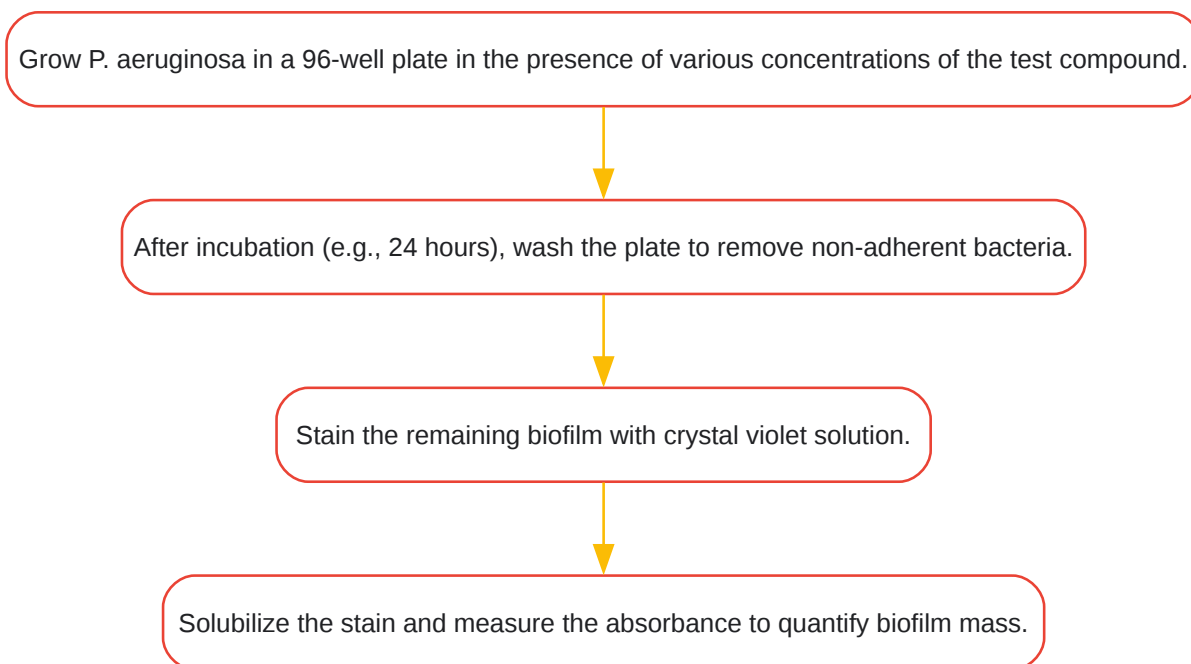 Grow P. aeruginosa in a 96-well plate in the presence of various concentrations of the test compound.
After incubation (e.g., 24 hours), wash the plate to remove non-adherent bacteria.
Stain the remaining biofilm with crystal violet solution.
Solubilize the stain and measure the absorbance to quantify biofilm mass.